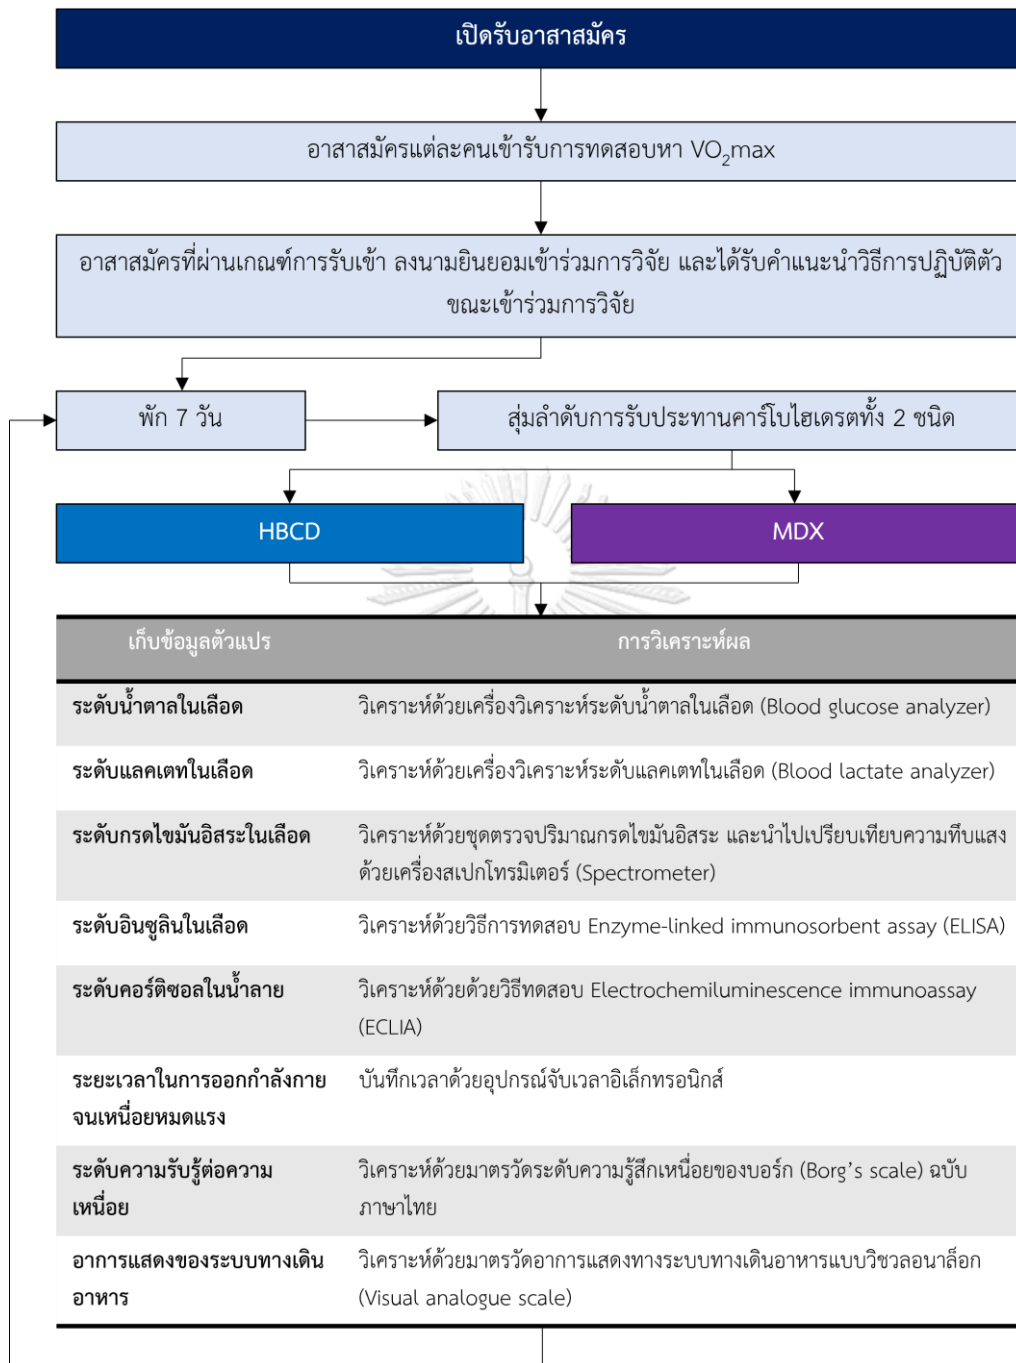 เปิดรับอาสาสมัคร
อาสาสมัครแต่ละคนเข้ารับการทดสอบหา VO₂max
อาสาสมัครที่ผ่านเกณฑ์การรับเข้า ลงนามยินยอมเข้าร่วมการวิจัย และได้รับคำแนะนำวิธีการปฏิบัติตัว
ขณะเข้าร่วมการวิจัย
พัก 7 วัน
สุ่มลำดับการรับประทานคาร์โบไฮเดรตทั้ง 2 ชนิด
HBCD
MDX
เก็บข้อมูลตัวแปร
การวิเคราะห์ผล
ระดับน้ำตาลในเลือด
วิเคราะห์ด้วยเครื่องวิเคราะห์ระดับน้ำตาลในเลือด (Blood glucose analyzer)
ระดับแลคเตทในเลือด
วิเคราะห์ด้วยเครื่องวิเคราะห์ระดับแลคเตทในเลือด (Blood lactate analyzer)
ระดับกรดไขมันอิสระในเลือด
วิเคราะห์ด้วยชุดตรวจปริมาณกรดไขมันอิสระ และนำไปเปรียบเทียบความทึบแสง
ด้วยเครื่องสเปกโทรมิเตอร์ (Spectrometer)
ระดับอินซูลินในเลือด
วิเคราะห์ด้วยวิธีการทดสอบ Enzyme-linked immunosorbent assay (ELISA)
ระดับคอร์ติซอลในน้ำลาย
วิเคราะห์ด้วยด้วยวิธีทดสอบ Electrochemiluminescence immunoassay
(ECLIA)
ระยะเวลาในการออกกำลังกาย
จนเหนื่อยหมดแรง
บันทึกเวลาด้วยอุปกรณ์จับเวลาอิเล็กทรอนิกส์
ระดับความรับรู้ต่อความ
เหนื่อย
วิเคราะห์ด้วยมาตรวัดระดับความรู้สึกเหนื่อยของบอร์ก (Borg's scale) ฉบับ
ภาษาไทย
อาการแสดงของระบบทางเดิน
อาหาร
วิเคราะห์ด้วยมาตรวัดอาการแสดงทางระบบทางเดินอาหารแบบวิชวลอนาล็อก
(Visual analogue scale)